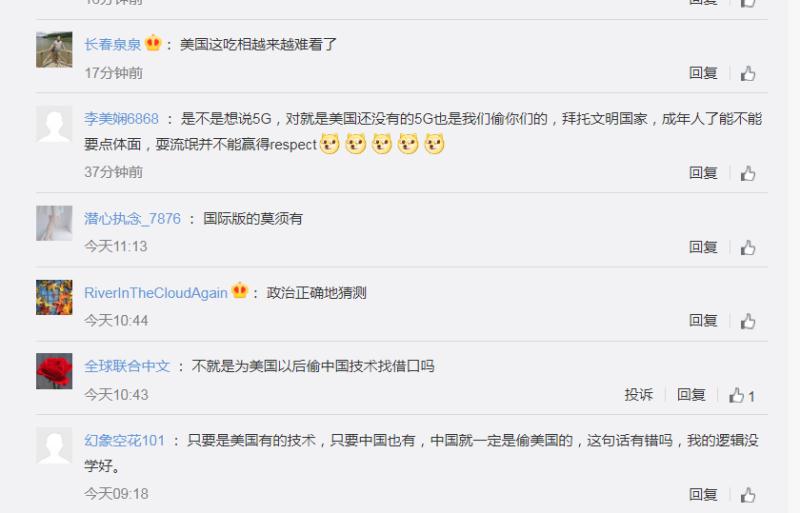 16分钟前
回复
长春泉泉 ： 美国这吃相越来越难看了
17分钟前
回复
李美娴6868 ： 是不是想说5G，对就是美国还没有的5G也是我们偷你们的，拜托文明国家，成年人了能不能
要点体面，耍流氓并不能赢得respect
37分钟前
回复
潜心执念_7876 ： 国际版的莫须有
今天11:13
回复
RiverInTheCloudAgain ： 政治正确地猜测
今天10:44
回复
全球联合中文 ： 不就是为美国以后偷中国技术找借口吗
今天10:43
投诉 回复 1
幻象空花101 ： 只要是美国有的技术，只要中国也有，中国就一定是偷美国的，这句话有错吗，我的逻辑没
学好。
今天09:18
回复